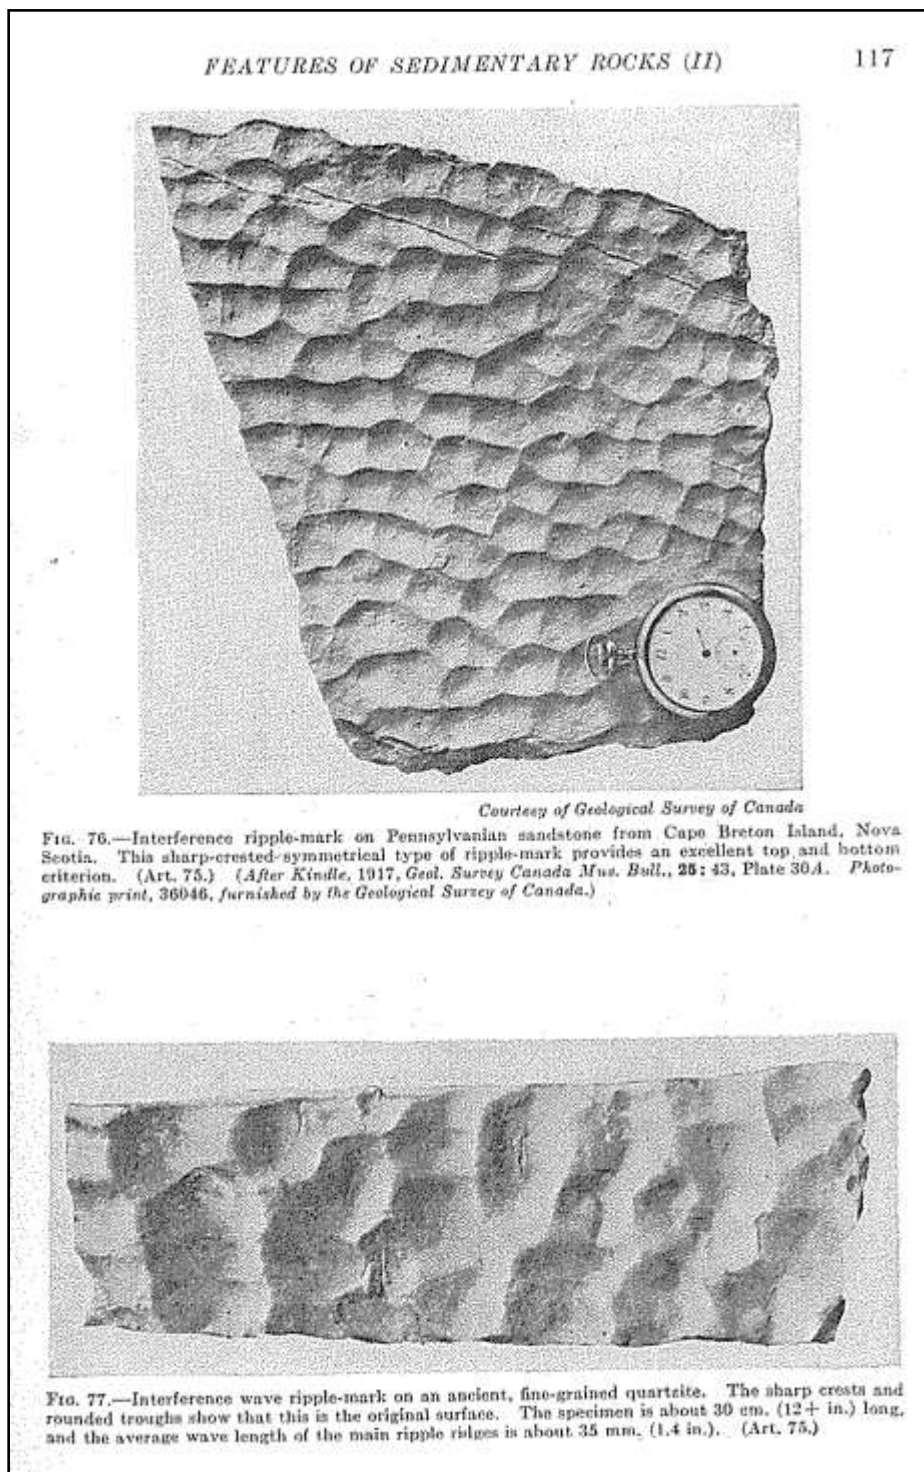 FEATURES OF SEDIMENTARY ROCKS (II) 117
Courtesy of Geological Survey of Canada
FIG. 76.—Interference ripple-mark on Pennsylvanian sandstone from Cape Breton Island, Nova
Scotia. This sharp-crested symmetrical type of ripple-mark provides an excellent top and bottom
criterion. (Art. 75.) (After Kindle, 1917, Geol. Survey Canada Mus. Bull., 25: 43, Plate 30A. Photo-
graphic print, 36046, furnished by the Geological Survey of Canada.)
FIG. 77.—Interference wave ripple-mark on an ancient, fine-grained quartzite. The sharp crests and
rounded troughs show that this is the original surface. The specimen is about 30 cm. (12+ in.) long,
and the average wave length of the main ripple ridges is about 35 mm. (1.4 in.). (Art. 75.)